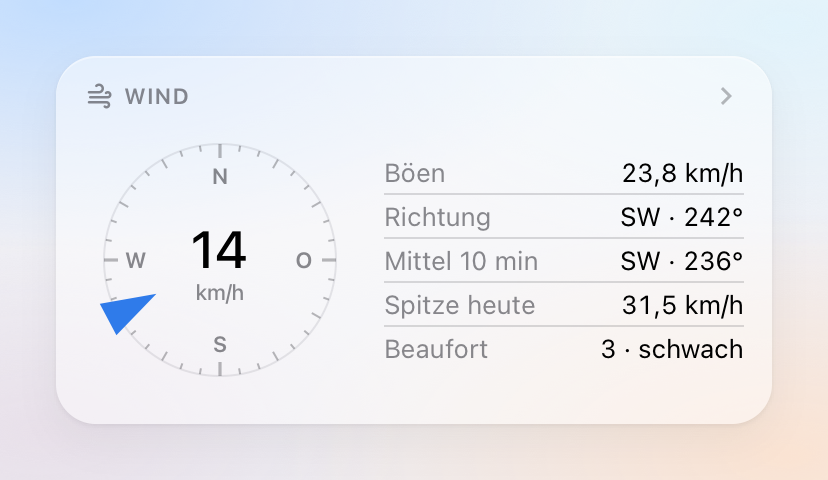 WIND
N
W
14
O
km/h
S
Böen 23,8 km/h
Richtung SW · 242°
Mittel 10 min SW · 236°
Spitze heute 31,5 km/h
Beaufort 3 · schwach